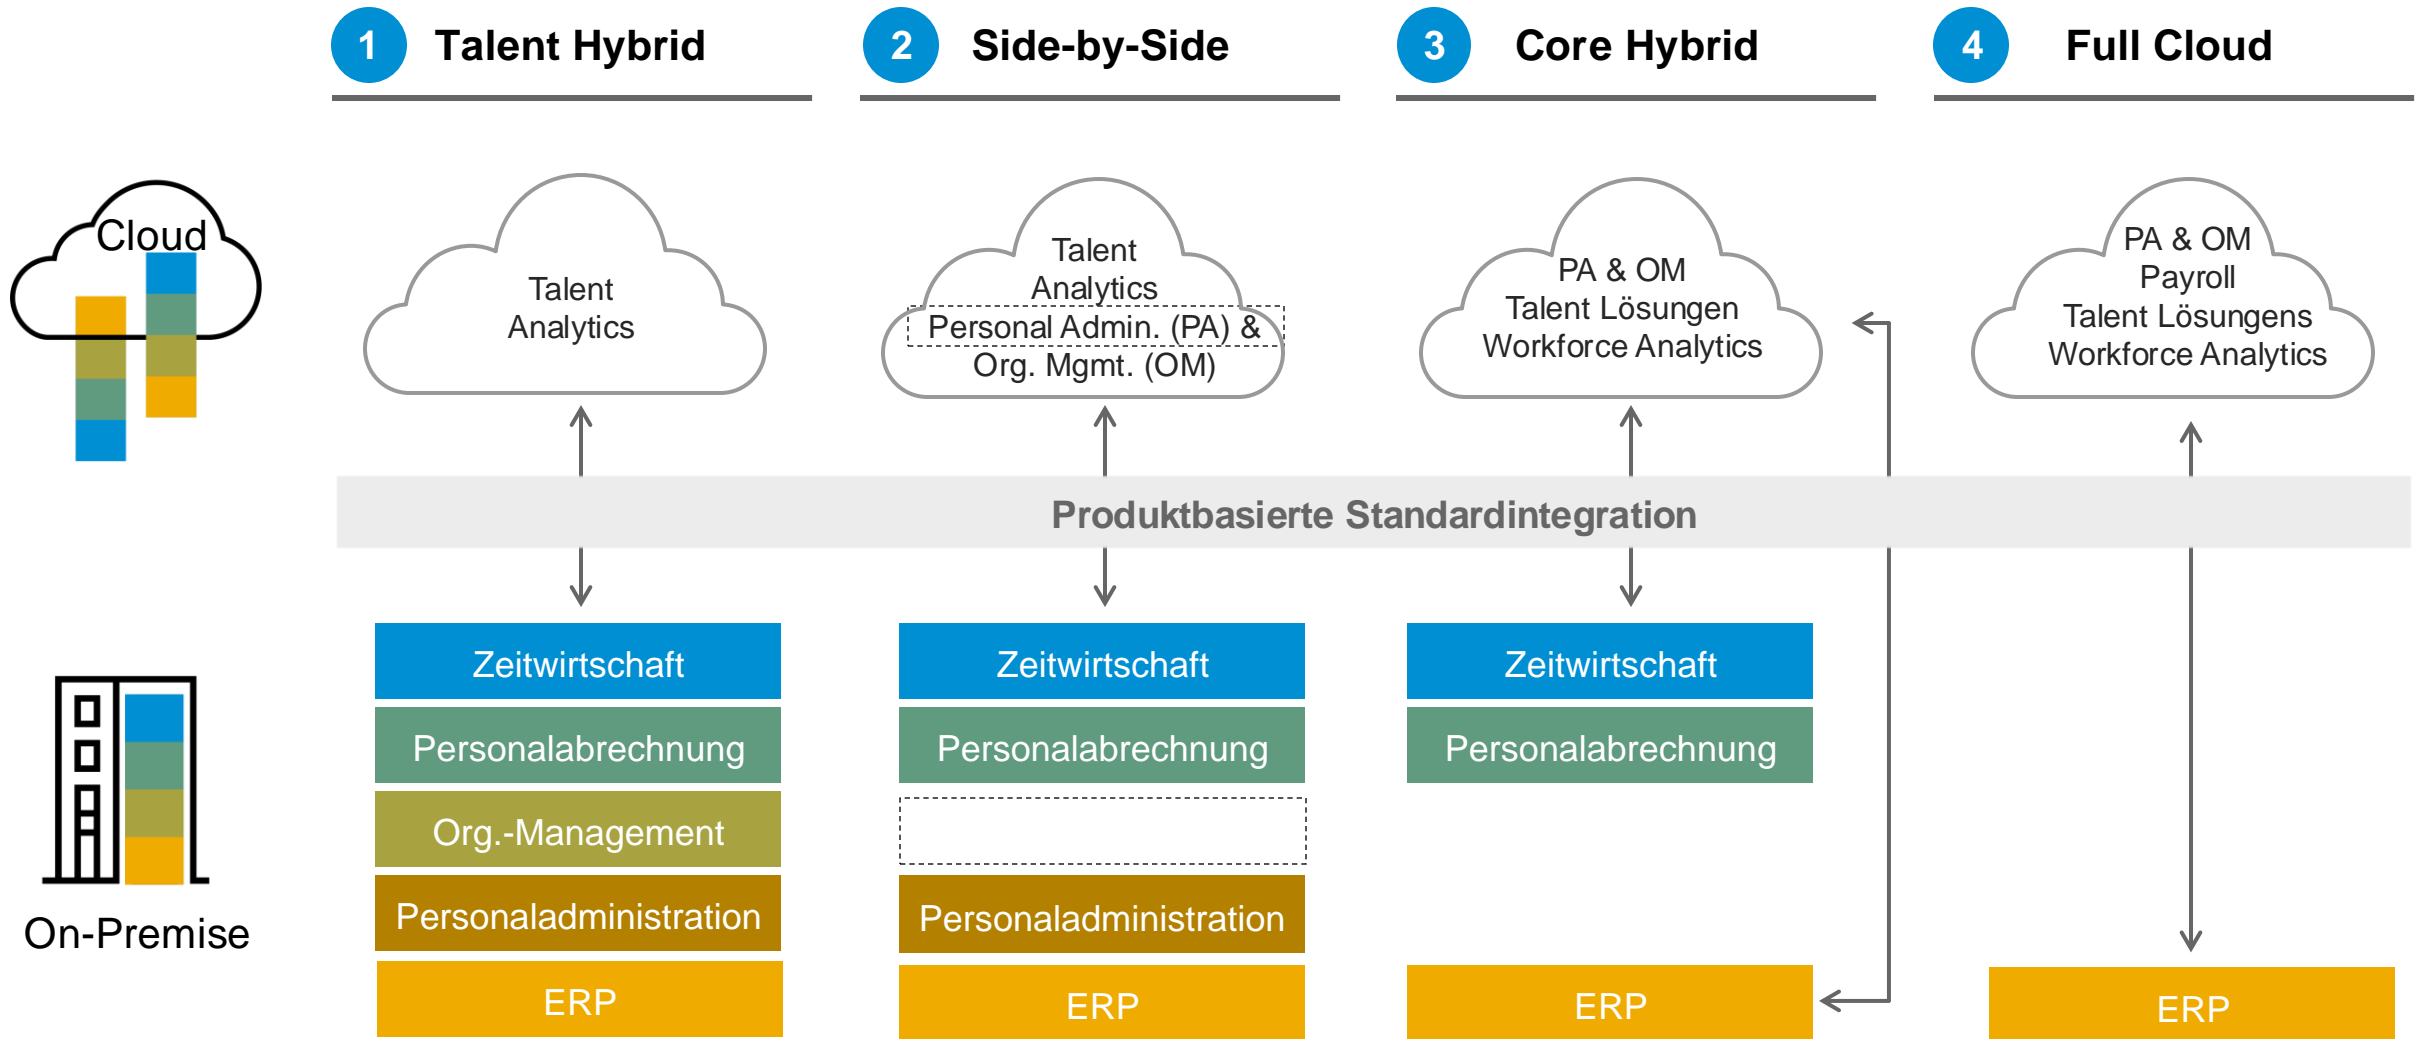 1 Talent Hybrid
2 Side-by-Side
3 Core Hybrid
4 Full Cloud
Cloud
Talent
Analytics
Talent
Analytics
Personal Admin. (PA) &
Org. Mgmt. (OM)
PA & OM
Talent Lösungen
Workforce Analytics
PA & OM
Payroll
Talent Lösungens
Workforce Analytics
Produktbasierte Standardintegration
On-Premise
Zeitwirtschaft
Personalabrechnung
Org.-Management
Personaladministration
ERP
Zeitwirtschaft
Personalabrechnung
Personaladministration
ERP
Zeitwirtschaft
Personalabrechnung
ERP
ERP